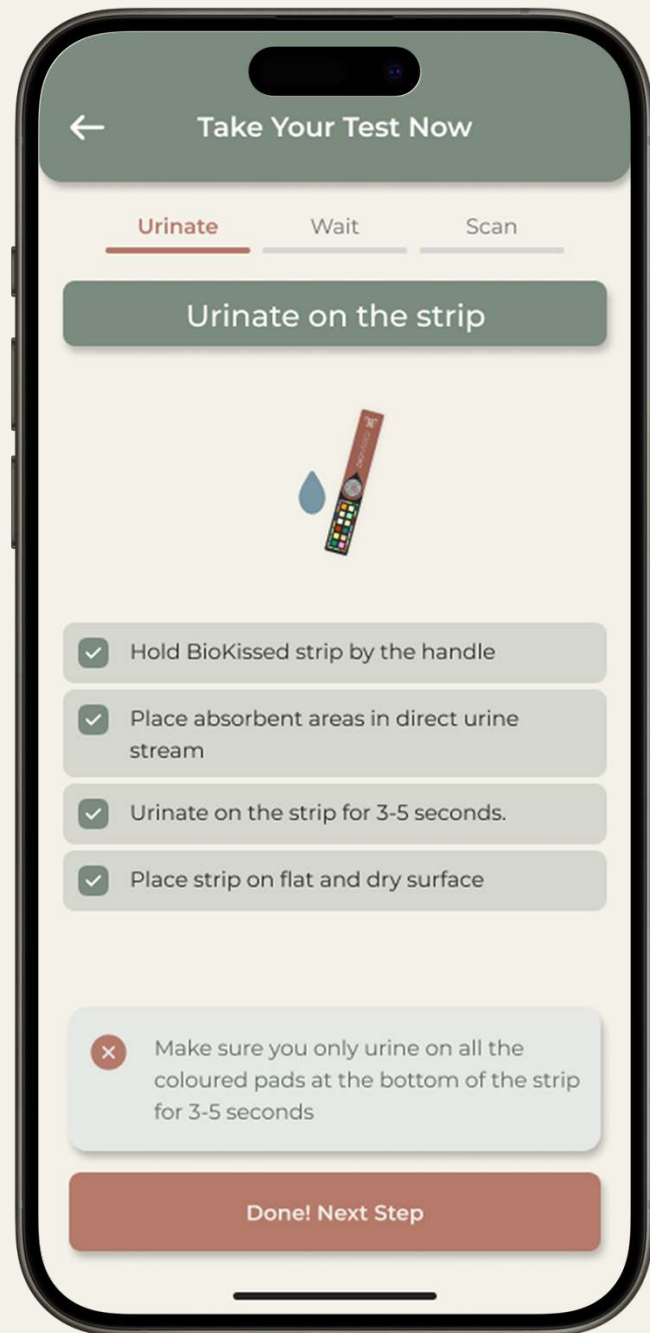 Take Your Test Now
Urinate
Wait
Scan
Urinate on the strip
Hold BioKissed strip by the handle
Place absorbent areas in direct urine
stream
Urinate on the strip for 3-5 seconds.
Place strip on flat and dry surface
Make sure you only urine on all the
coloured pads at the bottom of the strip
for 3-5 seconds
Done! Next Step